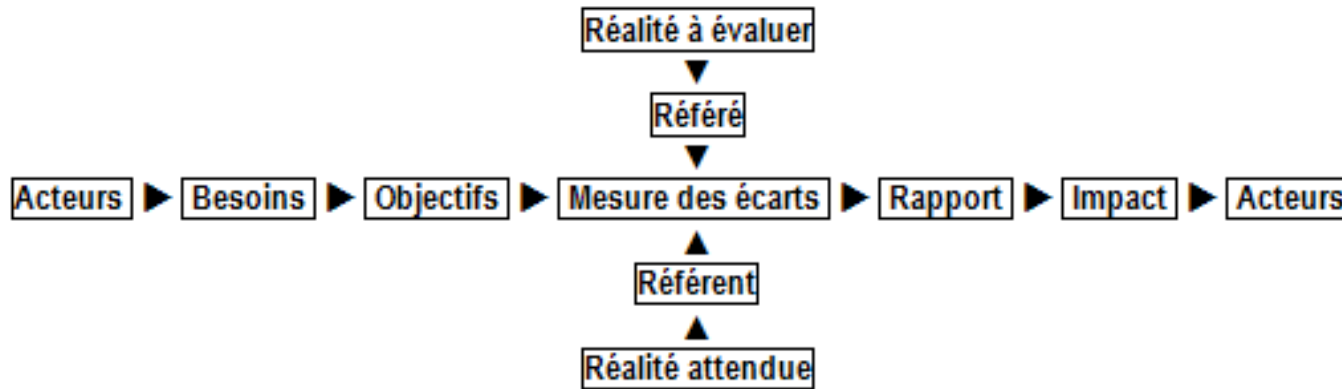 Réalité à évaluer
Référé
Acteurs Besoins Objectifs Mesure des écarts Rapport Impact Acteurs
Référent
Réalité attendue